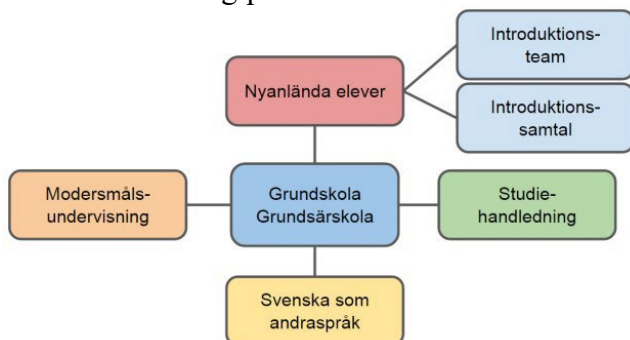 Introduktions-
team
Nyanlända elever
Introduktions-
samtal
Modersmåls-
undervisning
Grundskola
Grundsärskola
Studie-
handledning
Svenska som
andraspråk